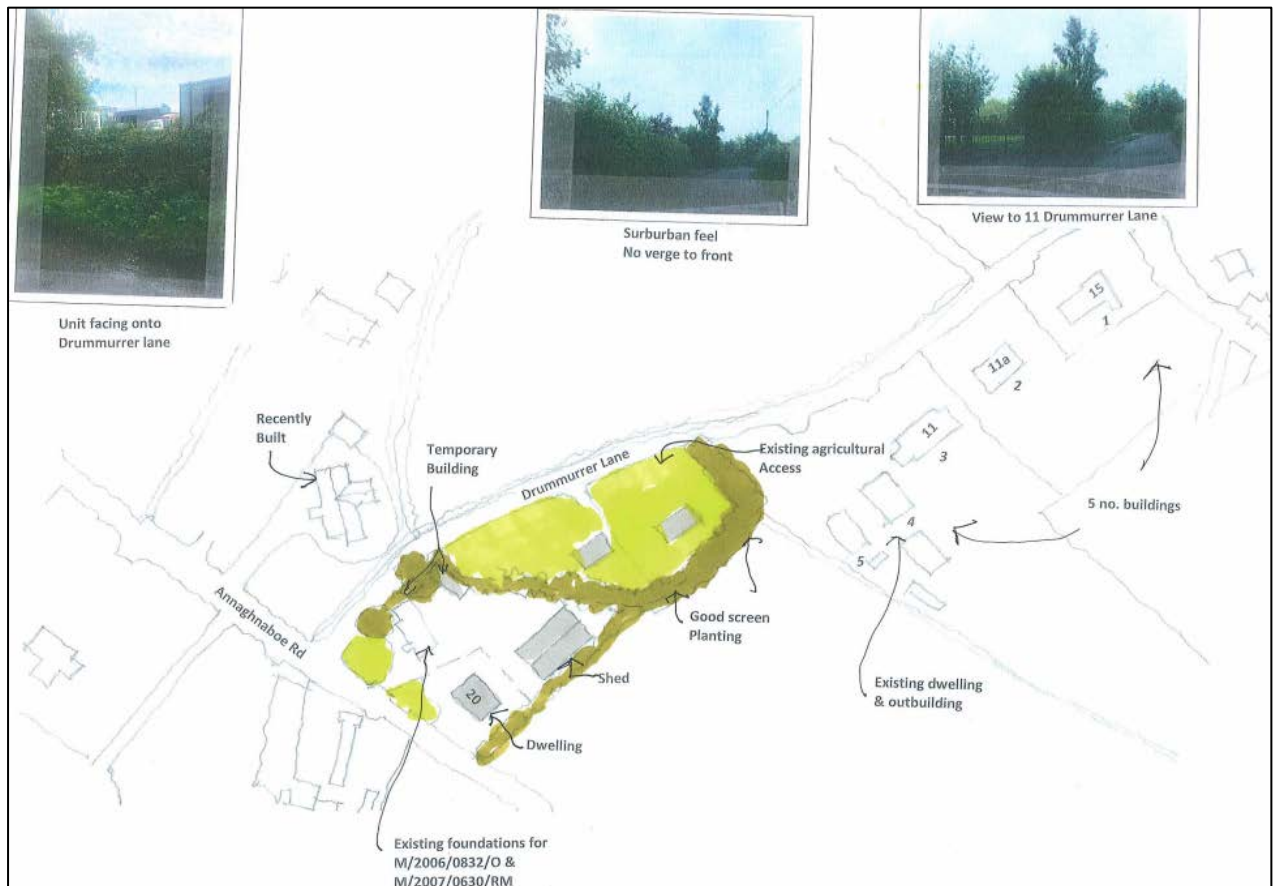 Unit facing onto
Drummurrer lane
Surburban feel
No verge to front
View to 11 Drummurrer Lane
15
1
11a
2
11
3
4
5
5 no. buildings
Recently
Built
Temporary
Building
Drummurrer Lane
Existing agricultural
Access
Annaghnaboe Rd
Good screen
Planting
Shed
20
Dwelling
Existing dwelling
& outbuilding
Existing foundations for
M/2006/0832/O &
M/2007/0630/RM